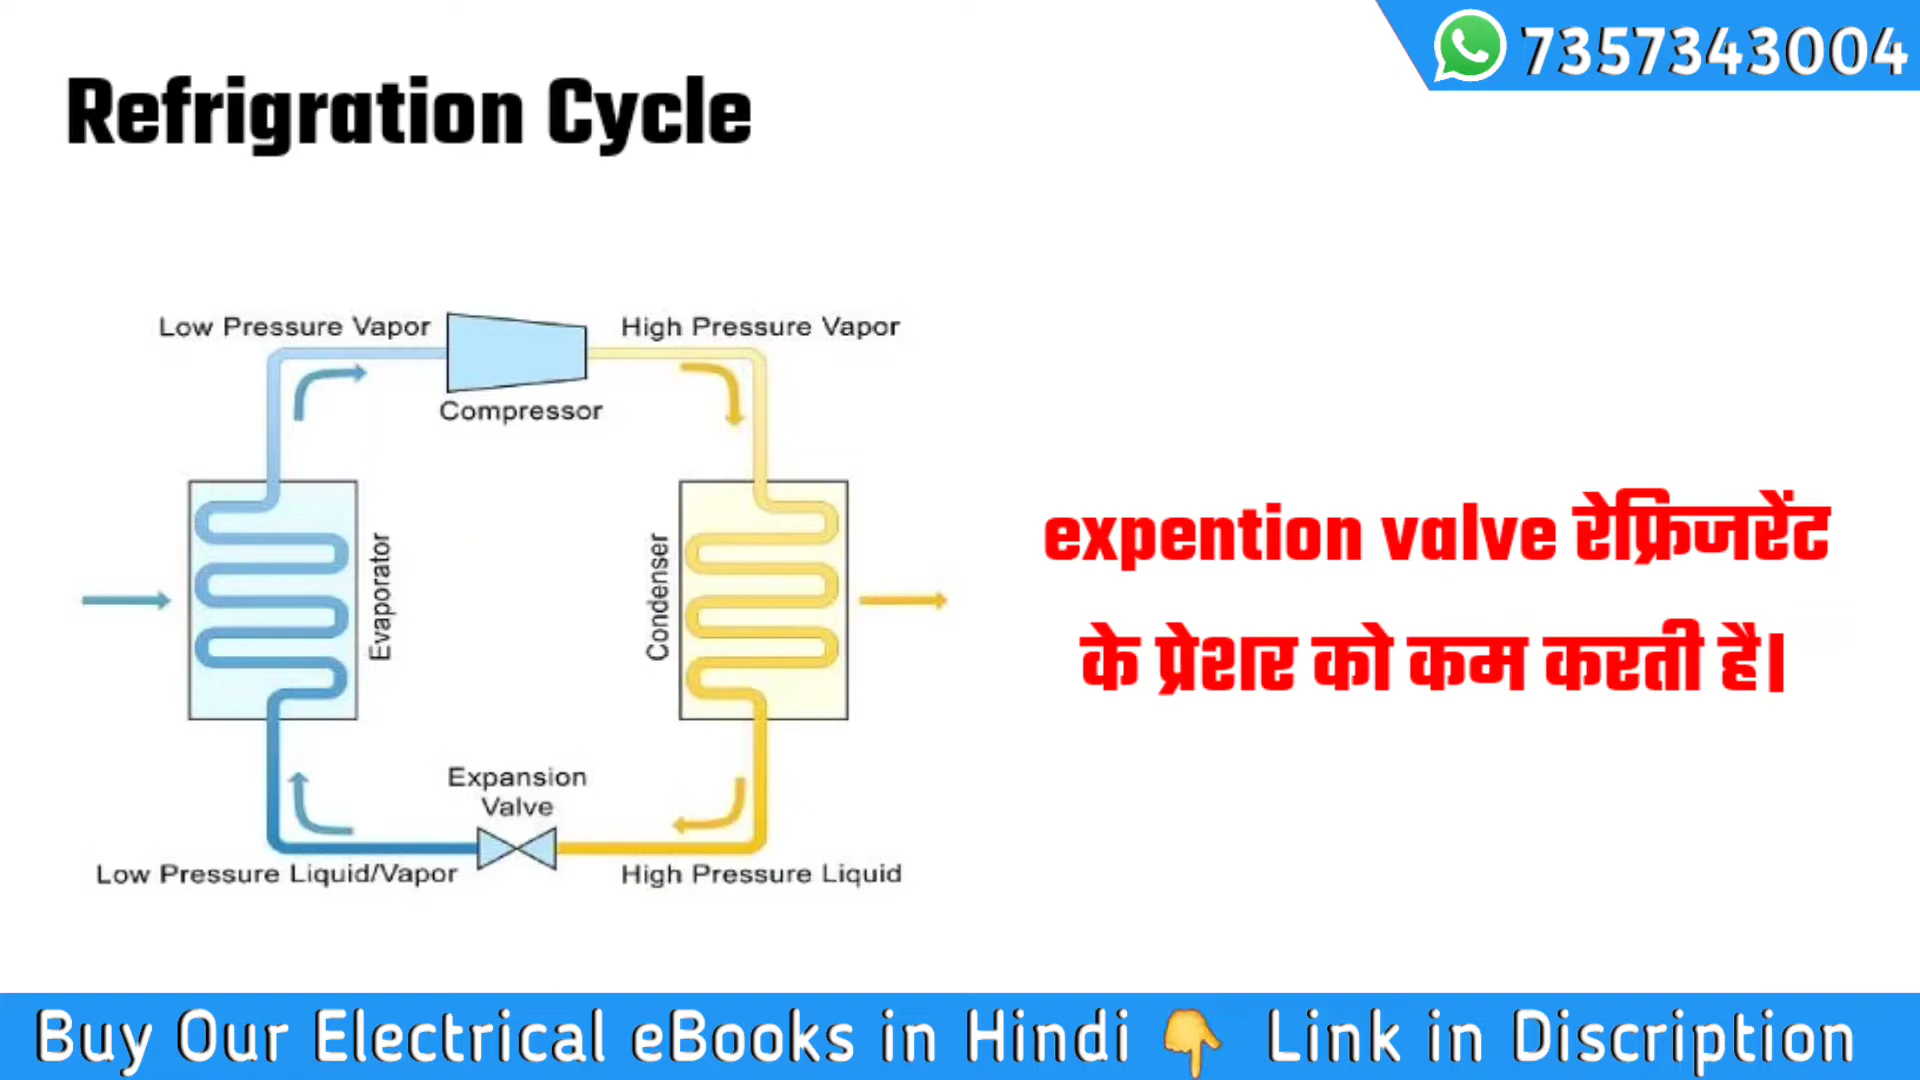 7357343004
Refrigration Cycle
Low Pressure Vapor
High Pressure Vapor
Compressor
Evaporator
Condenser
expention valve रेफ्रिजरेंट
के प्रेशर को कम करती है।
Expansion
Valve
Low Pressure Liquid/Vapor
High Pressure Liquid
Buy Our Electrical eBooks in Hindi 👇 Link in Discription